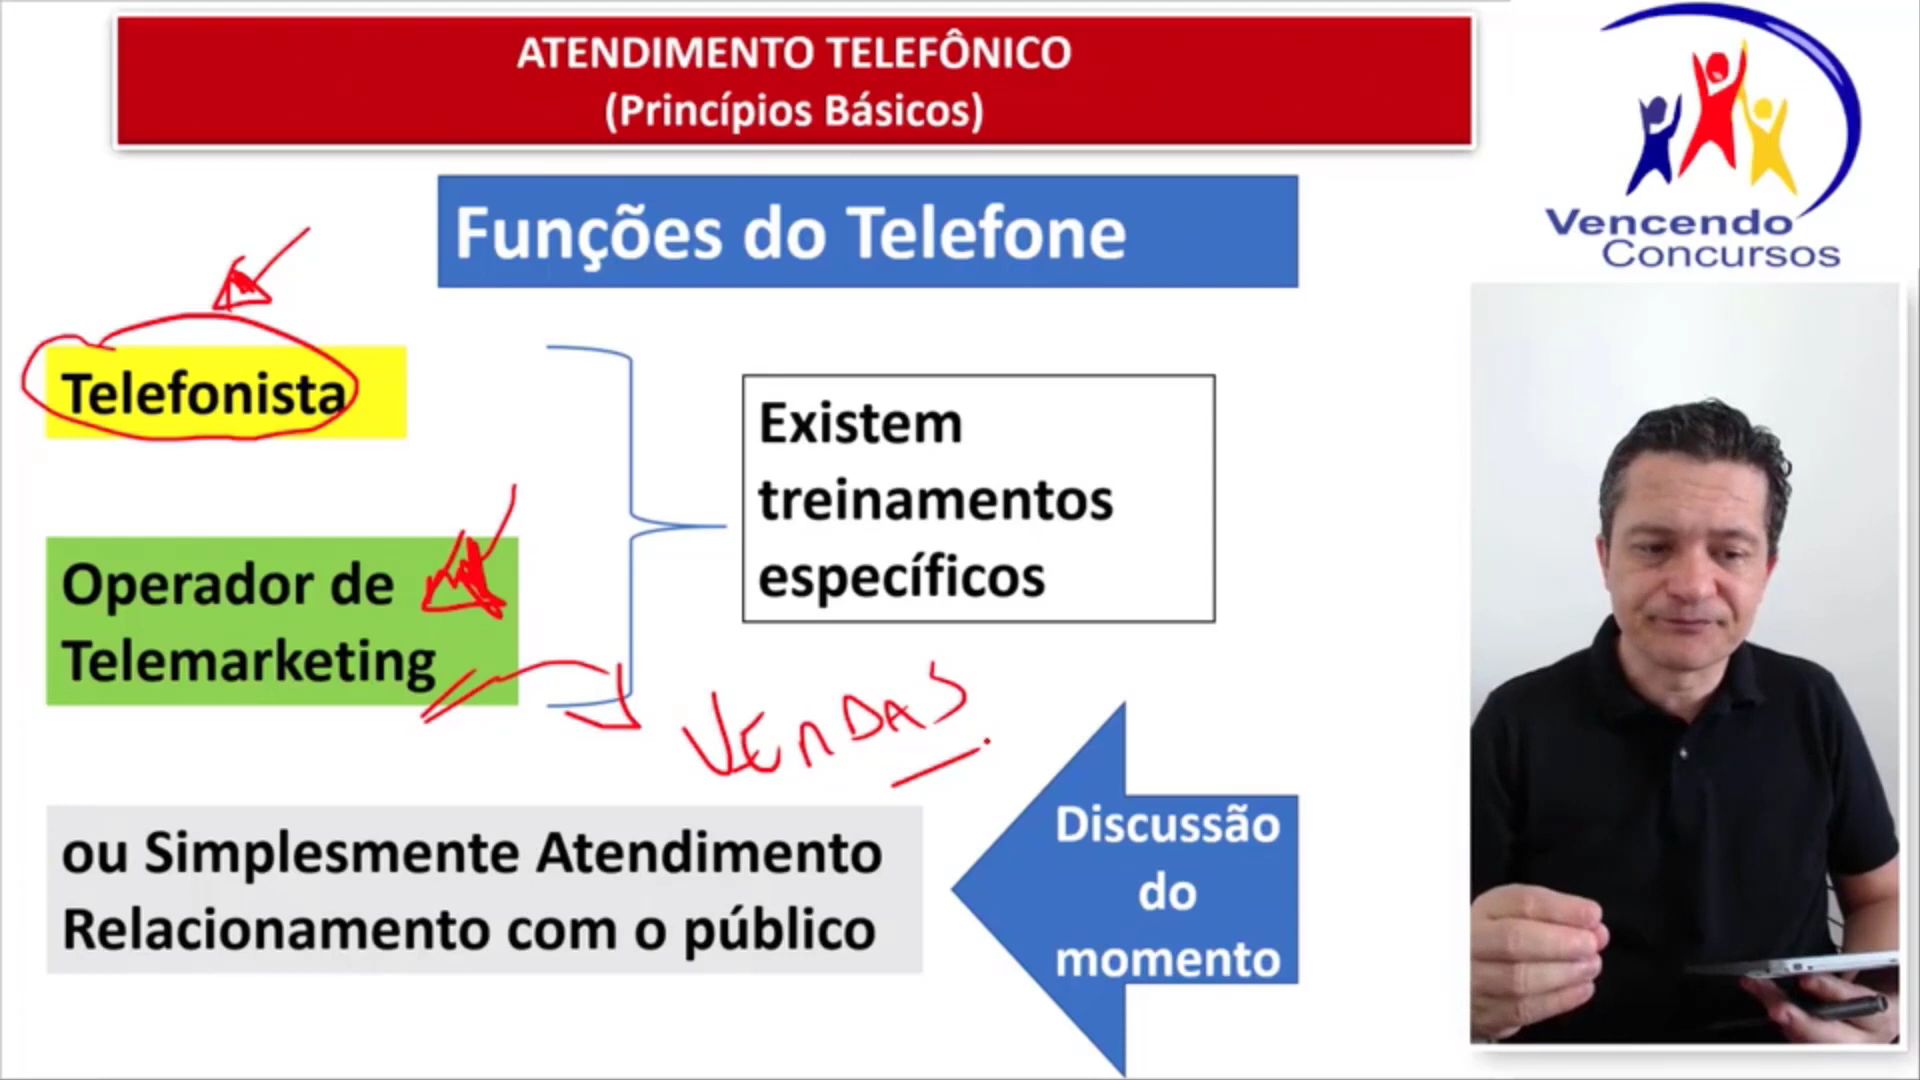 ATENDIMENTO TELEFÔNICO
(Princípios Básicos)
Vencendo
Concursos
Funções do Telefone
Telefonista
Existem
treinamentos
específicos
Operador de
Telemarketing
VENDAS
ou Simplesmente Atendimento
Relacionamento com o público
Discussão
do
momento